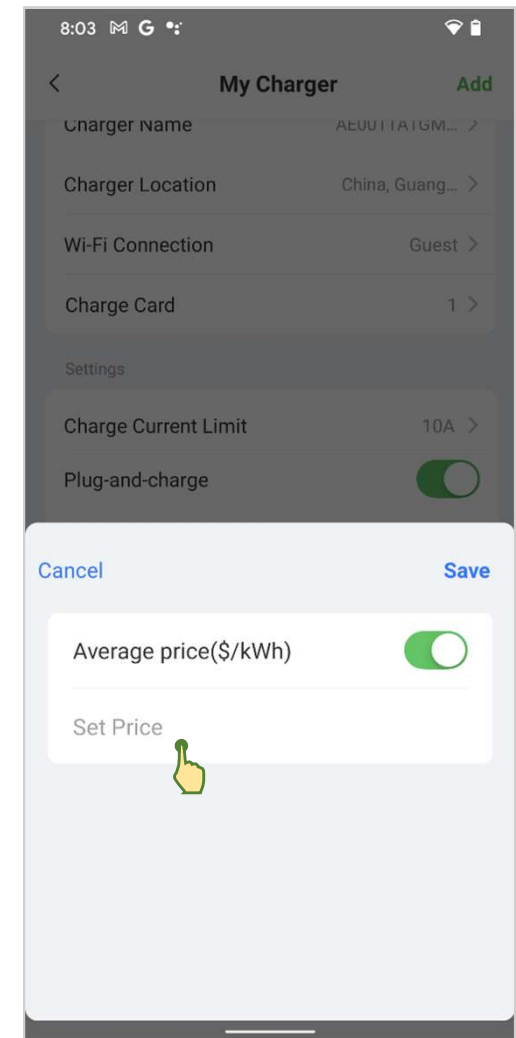 8:03 M G
My Charger Add
Charger Name AE0011A1GM...
Charger Location China, Guang...
Wi-Fi Connection Guest
Charge Card 1
Settings
Charge Current Limit 10A
Plug-and-charge
Cancel Save
Average price($/kWh)
Set Price